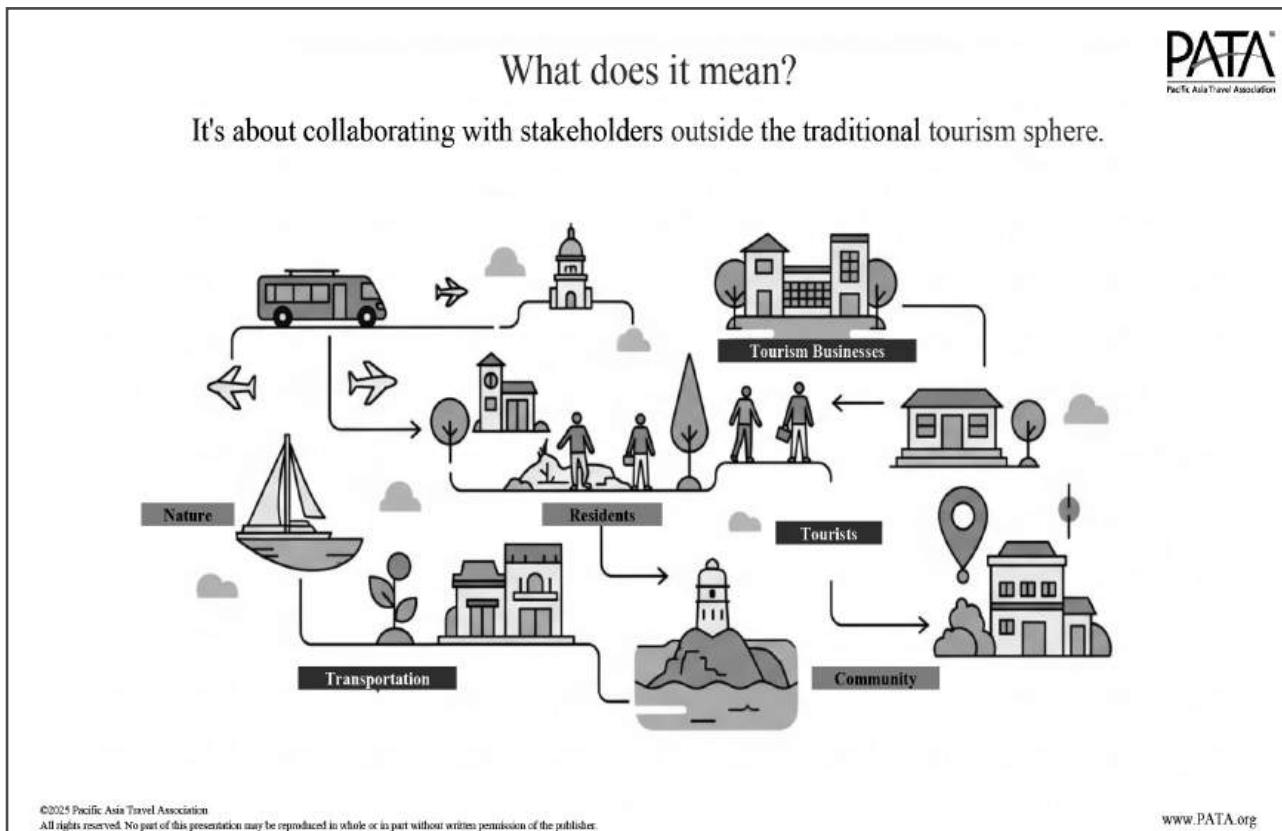 What does it mean?
PATA
Pacific Asia Travel Association
It's about collaborating with stakeholders outside the traditional tourism sphere.
Tourism Businesses
Nature
Residents
Tourists
Transportation
Community
©2025 Pacific Asia Travel Association
All rights reserved. No part of this presentation may be reproduced in whole or in part without written permission of the publisher.
www.PATA.org